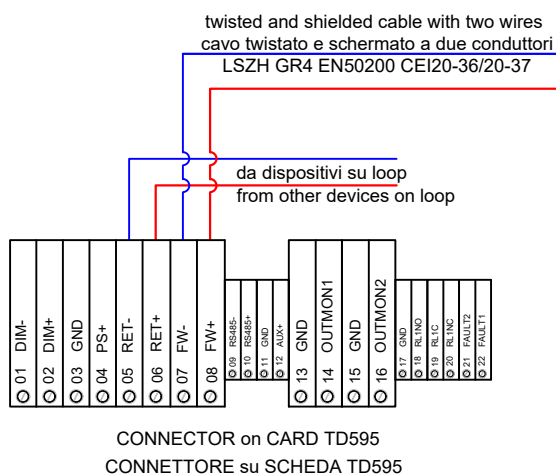 twisted and shielded cable with two wires
cavo twistato e schermato a due conduttori
LSZH GR4 EN50200 CEI20-36/20-37
da dispositivi su loop
from other devices on loop
01 DIM-
02 DIM+
03 GND
04 PS+
05 RET-
06 RET+
07 FW-
08 FW+
09 RS485-
10 RS485+
11 GND
12 AUX+
13 GND
14 OUTMON1
15 GND
16 OUTMON2
17 GND
18 RL1NO
19 RL1C
20 RL1NC
21 FAULT2
22 FAULT1
CONNECTOR on CARD TD595
CONNETTORE su SCHEDA TD595